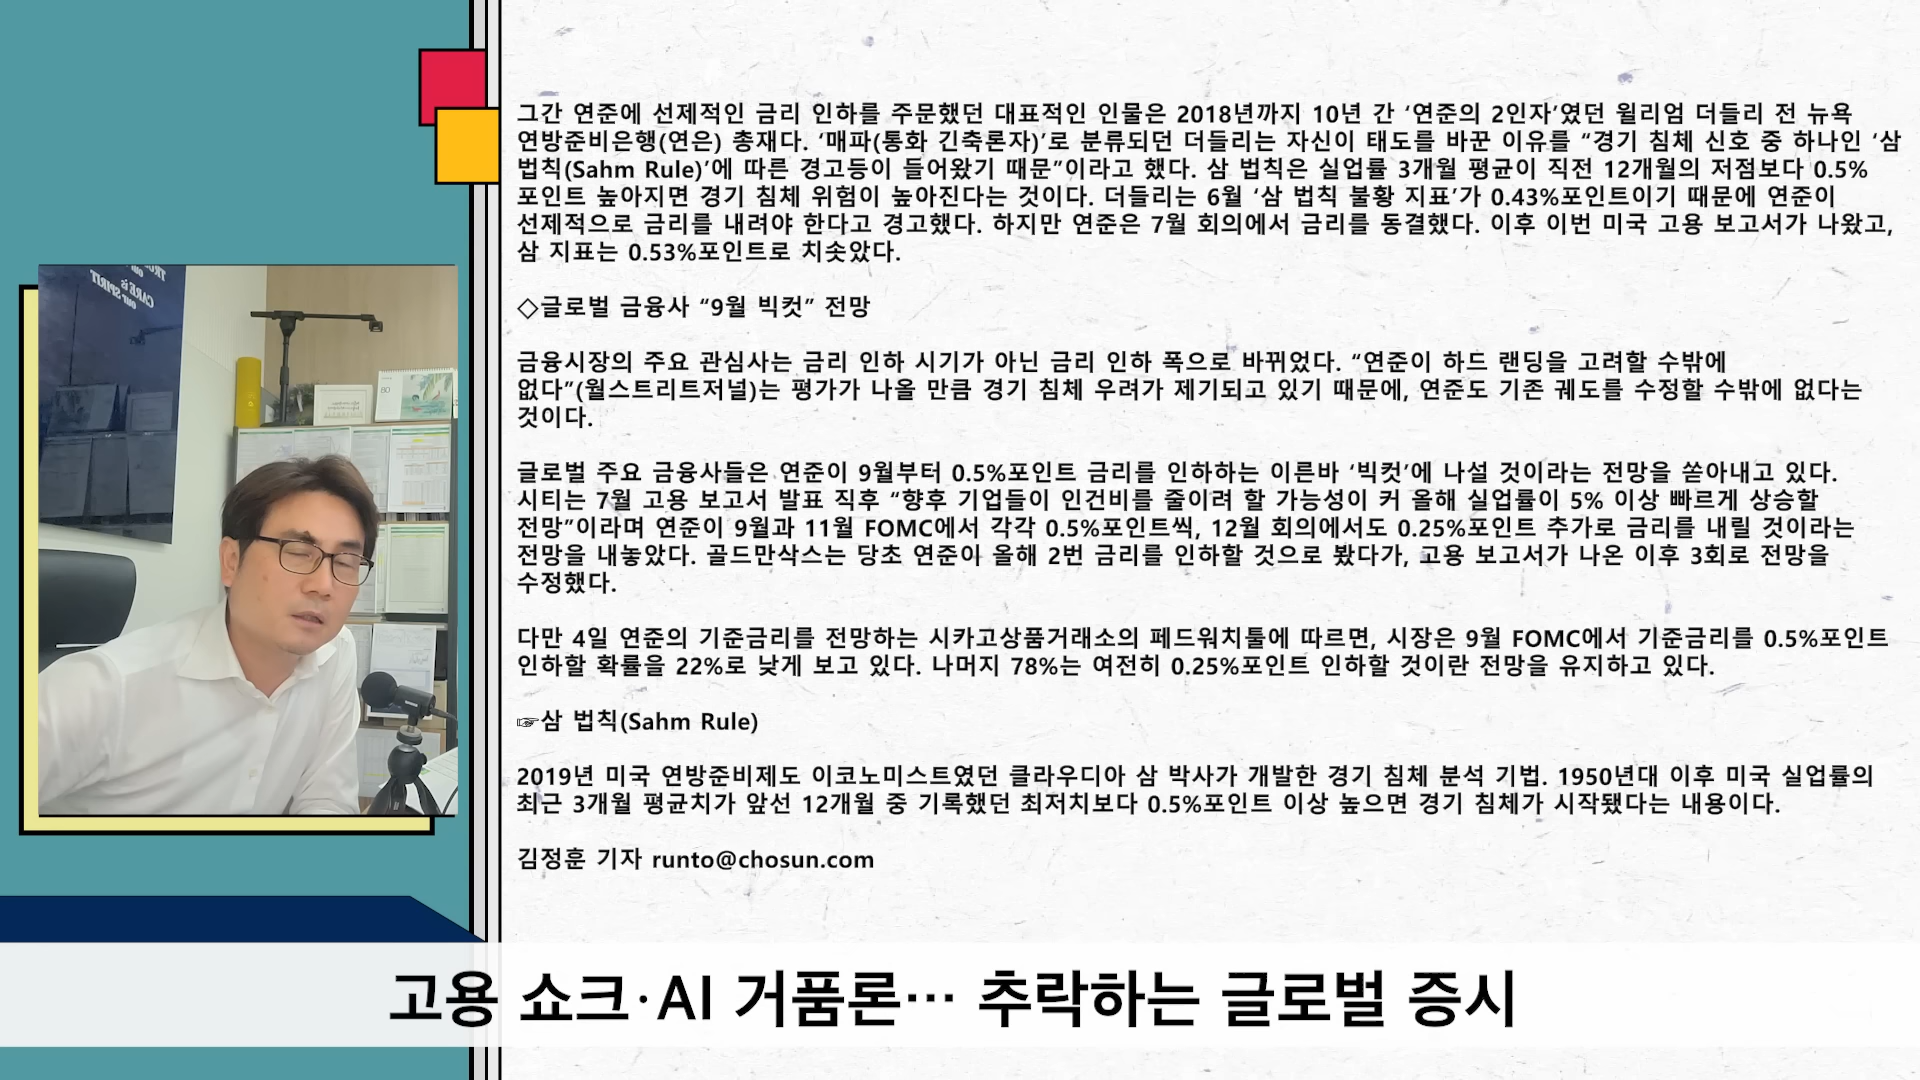 그간 연준에 선제적인 금리 인하를 주문했던 대표적인 인물은 2018년까지 10년 간 ‘연준의 2인자’였던 윌리엄 더들리 전 뉴욕
연방준비은행(연은) 총재다. ‘매파(통화 긴축론자)’로 분류되던 더들리는 자신이 태도를 바꾼 이유를 “경기 침체 신호 중 하나인 ‘삼
법칙(Sahm Rule)’에 따른 경고등이 들어왔기 때문”이라고 했다. 삼 법칙은 실업률 3개월 평균이 직전 12개월의 저점보다 0.5%
포인트 높아지면 경기 침체 위험이 높아진다는 것이다. 더들리는 6월 ‘삼 법칙 불황 지표’가 0.43%포인트이기 때문에 연준이
선제적으로 금리를 내려야 한다고 경고했다. 하지만 연준은 7월 회의에서 금리를 동결했다. 이후 이번 미국 고용 보고서가 나왔고,
삼 지표는 0.53%포인트로 치솟았다.
◇글로벌 금융사 “9월 빅컷” 전망
금융시장의 주요 관심사는 금리 인하 시기가 아닌 금리 인하 폭으로 바뀌었다. “연준이 하드 랜딩을 고려할 수밖에
없다”(월스트리트저널)는 평가가 나올 만큼 경기 침체 우려가 제기되고 있기 때문에, 연준도 기존 궤도를 수정할 수밖에 없다는
것이다.
글로벌 주요 금융사들은 연준이 9월부터 0.5%포인트 금리를 인하하는 이른바 ‘빅컷’에 나설 것이라는 전망을 쏟아내고 있다.
시티는 7월 고용 보고서 발표 직후 “향후 기업들이 인건비를 줄이려 할 가능성이 커 올해 실업률이 5% 이상 빠르게 상승할
전망”이라며 연준이 9월과 11월 FOMC에서 각각 0.5%포인트씩, 12월 회의에서도 0.25%포인트 추가로 금리를 내릴 것이라는
전망을 내놓았다. 골드만삭스는 당초 연준이 올해 2번 금리를 인하할 것으로 봤다가, 고용 보고서가 나온 이후 3회로 전망을
수정했다.
다만 4일 연준의 기준금리를 전망하는 시카고상품거래소의 페드워치툴에 따르면, 시장은 9월 FOMC에서 기준금리를 0.5%포인트
인하할 확률을 22%로 낮게 보고 있다. 나머지 78%는 여전히 0.25%포인트 인하할 것이란 전망을 유지하고 있다.
☞삼 법칙(Sahm Rule)
2019년 미국 연방준비제도 이코노미스트였던 클라우디아 삼 박사가 개발한 경기 침체 분석 기법. 1950년대 이후 미국 실업률의
최근 3개월 평균치가 앞선 12개월 중 기록했던 최저치보다 0.5%포인트 이상 높으면 경기 침체가 시작됐다는 내용이다.
김정훈 기자 runto@chosun.com
CARE is
our SPIRIT
고용 쇼크·AI 거품론… 추락하는 글로벌 증시